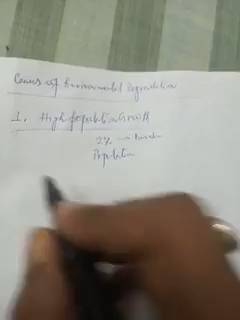 Causes of Environmental Degradation
1. High population Growth
2% →
Population